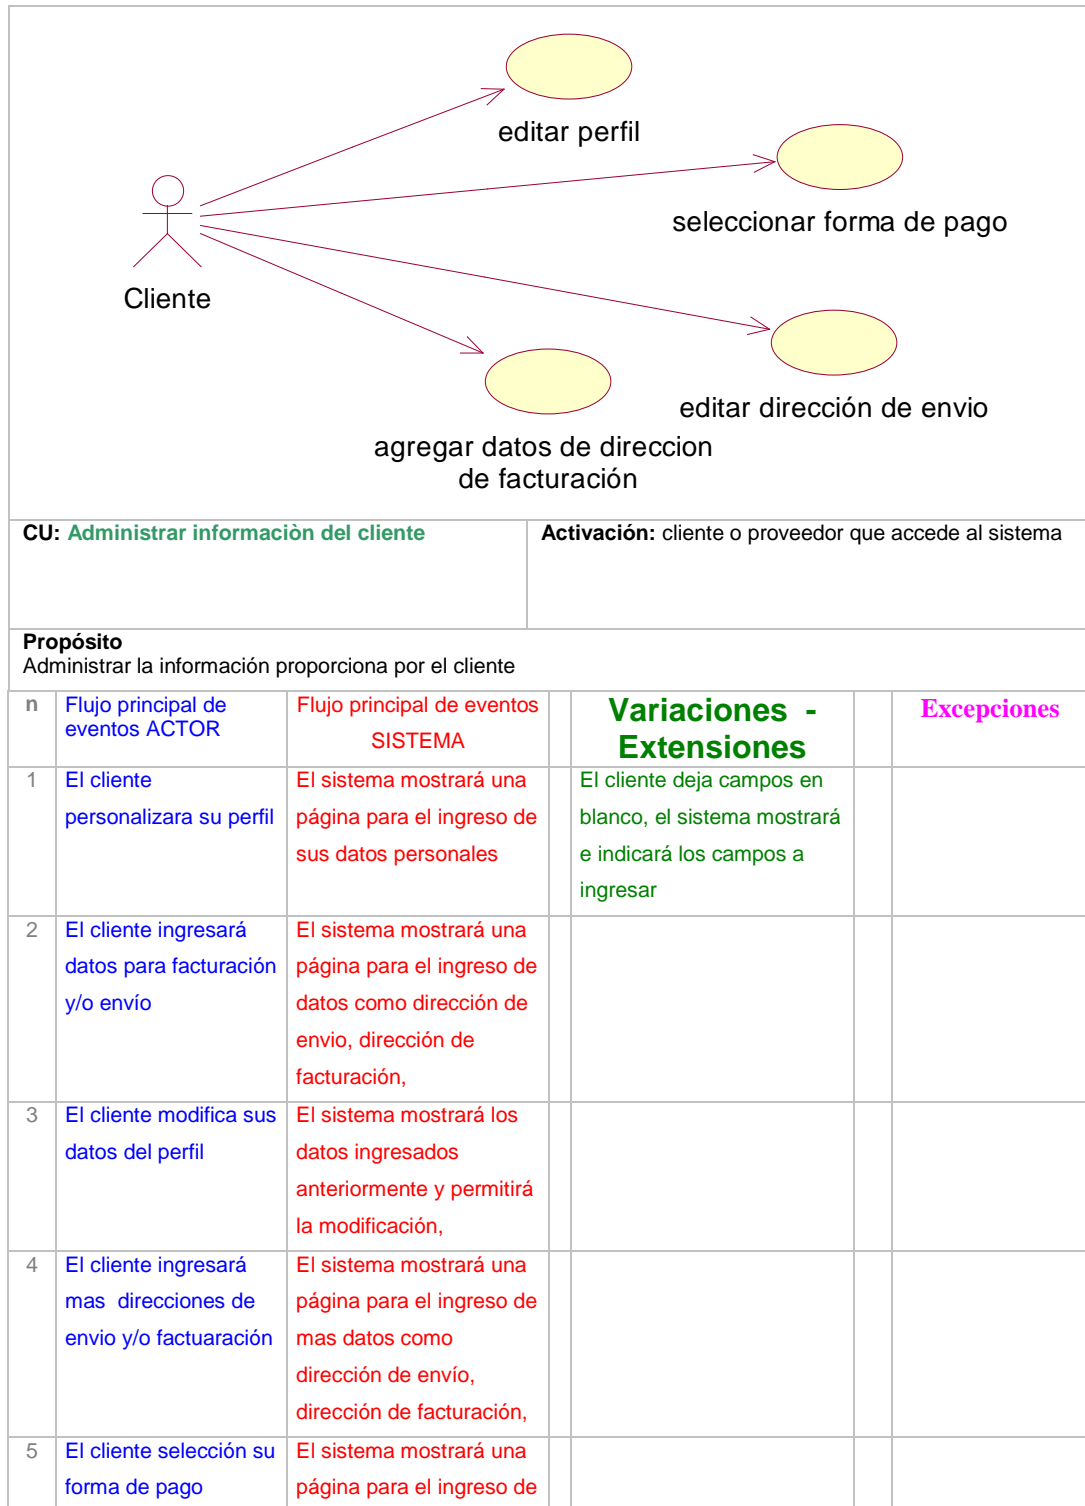 editar perfil
seleccionar forma de pago
Cliente
editar dirección de envio
agregar datos de direccion
de facturación
CU: Administrar informaciòn del cliente
Activación: cliente o proveedor que accede al sistema
Propósito
Administrar la información proporciona por el cliente
n
Flujo principal de
eventos ACTOR
Flujo principal de eventos
SISTEMA
Variaciones -
Extensiones
Excepciones
1
El cliente
personalizara su perfil
El sistema mostrará una
página para el ingreso de
sus datos personales
El cliente deja campos en
blanco, el sistema mostrará
e indicará los campos a
ingresar
2
El cliente ingresará
datos para facturación
y/o envío
El sistema mostrará una
página para el ingreso de
datos como dirección de
envio, dirección de
facturación,
3
El cliente modifica sus
datos del perfil
El sistema mostrará los
datos ingresados
anteriormente y permitirá
la modificación,
4
El cliente ingresará
mas direcciones de
envio y/o factuaración
El sistema mostrará una
página para el ingreso de
mas datos como
dirección de envío,
dirección de facturación,
5
El cliente selección su
forma de pago
El sistema mostrará una
página para el ingreso de